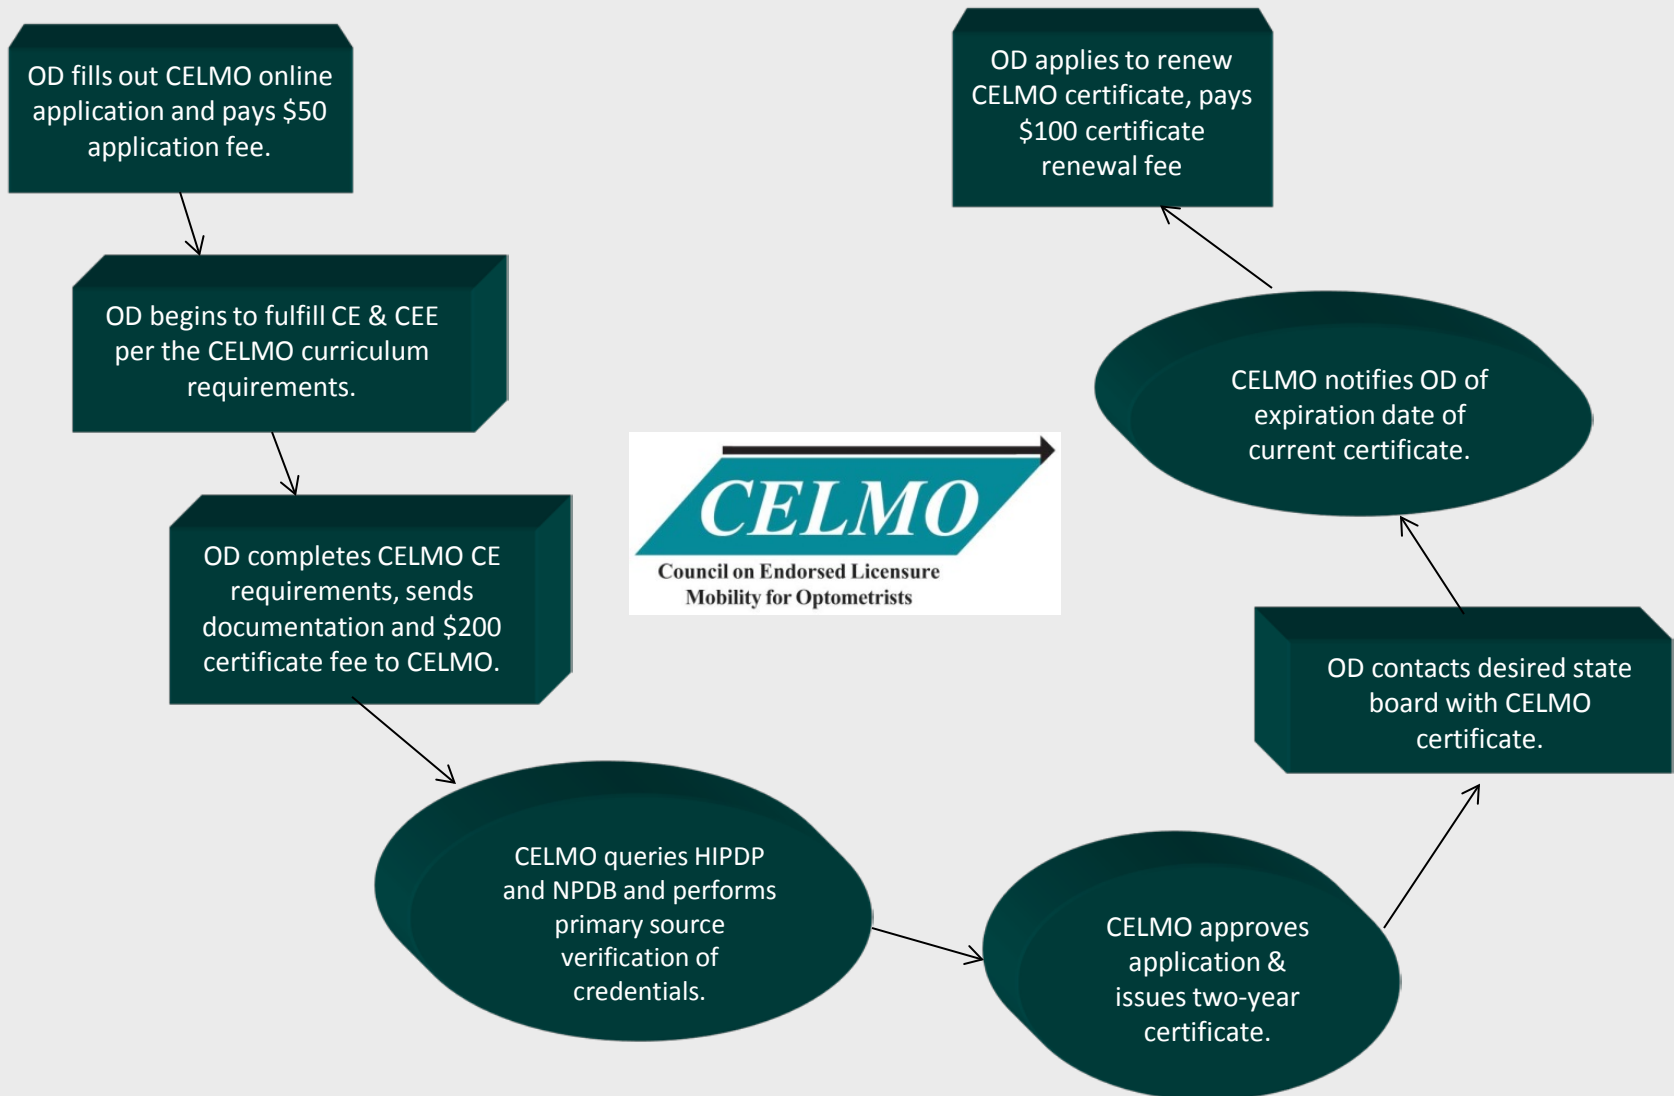 OD fills out CELMO online
application and pays $50
application fee.
OD begins to fulfill CE & CEE
per the CELMO curriculum
requirements.
OD completes CELMO CE
requirements, sends
documentation and $200
certificate fee to CELMO.
CELMO queries HIPDP
and NPDB and performs
primary source
verification of
credentials.
CELMO approves
application &
issues two-year
certificate.
OD contacts desired state
board with CELMO
certificate.
CELMO notifies OD of
expiration date of
current certificate.
OD applies to renew
CELMO certificate, pays
$100 certificate
renewal fee
CELMO
Council on Endorsed Licensure
Mobility for Optometrists